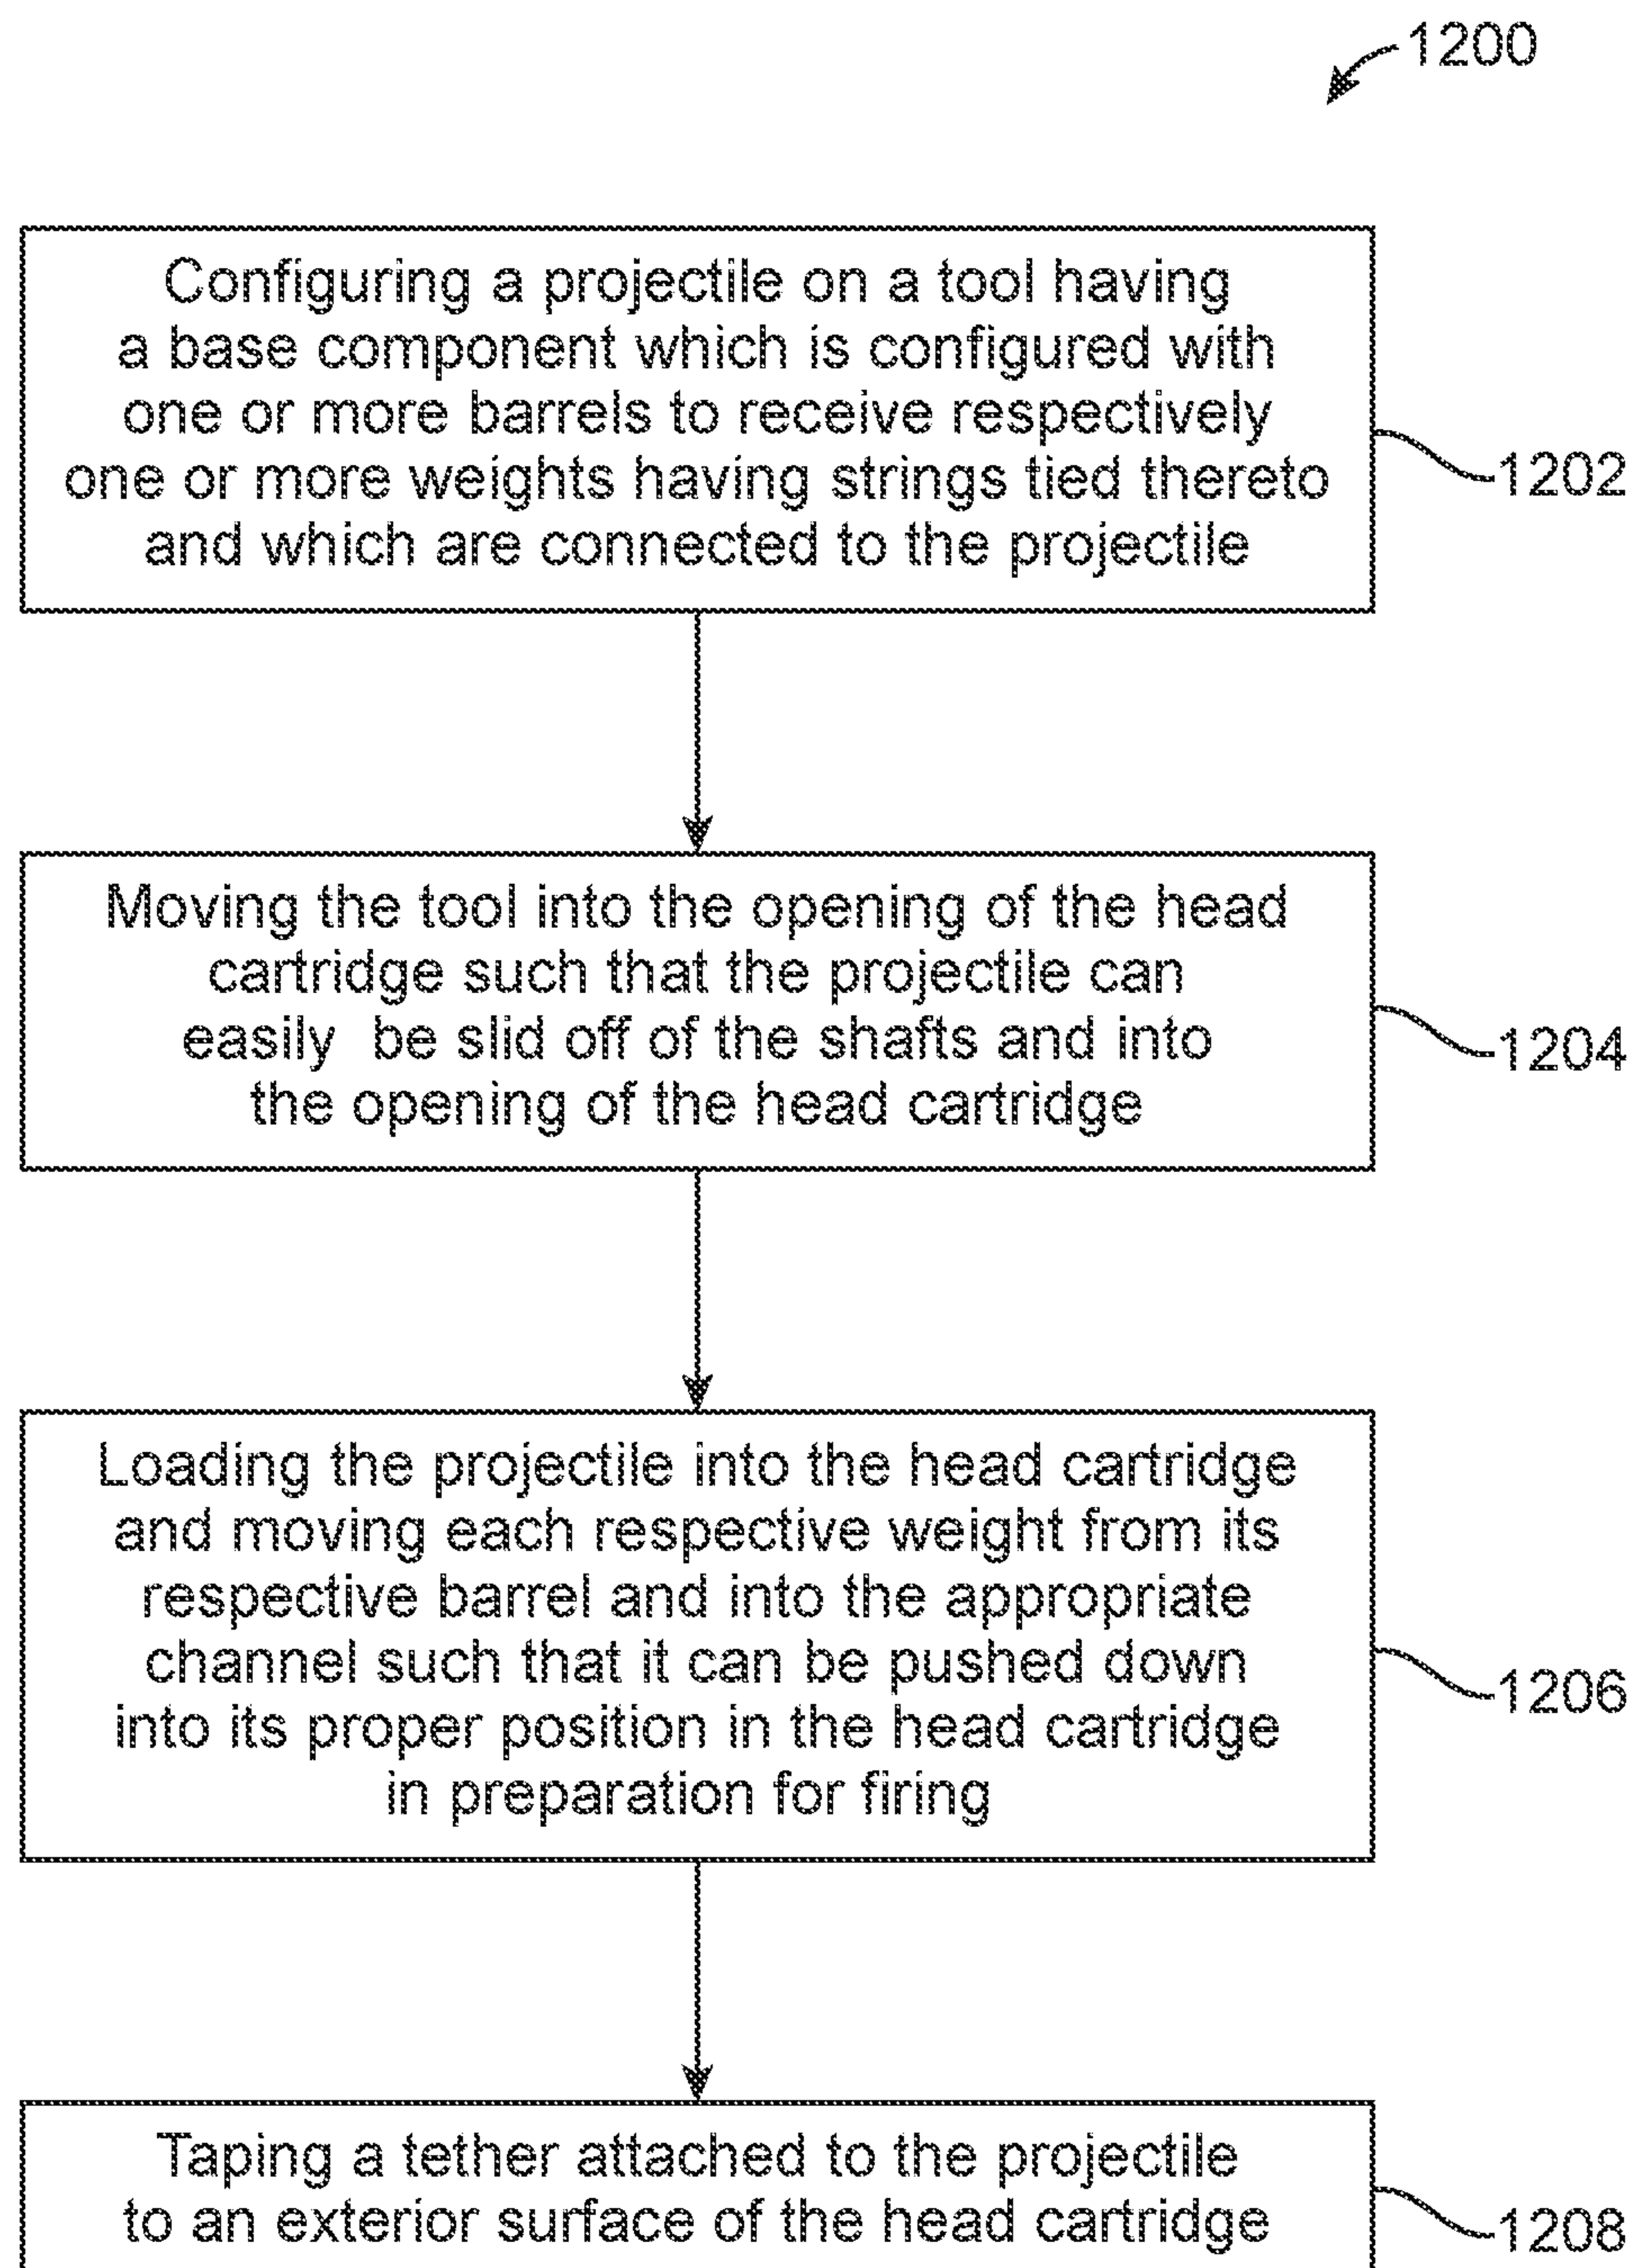 1200
Configuring a projectile on a tool having
a base component which is configured with
one or more barrels to receive respectively
one or more weights having strings tied thereto
and which are connected to the projectile
1202
Moving the tool into the opening of the head
cartridge such that the projectile can
easily be slid off of the shafts and into
the opening of the head cartridge
1204
Loading the projectile into the head cartridge
and moving each respective weight from its
respective barrel and into the appropriate
channel such that it can be pushed down
into its proper position in the head cartridge
in preparation for firing
1206
Taping a tether attached to the projectile
to an exterior surface of the head cartridge
1208